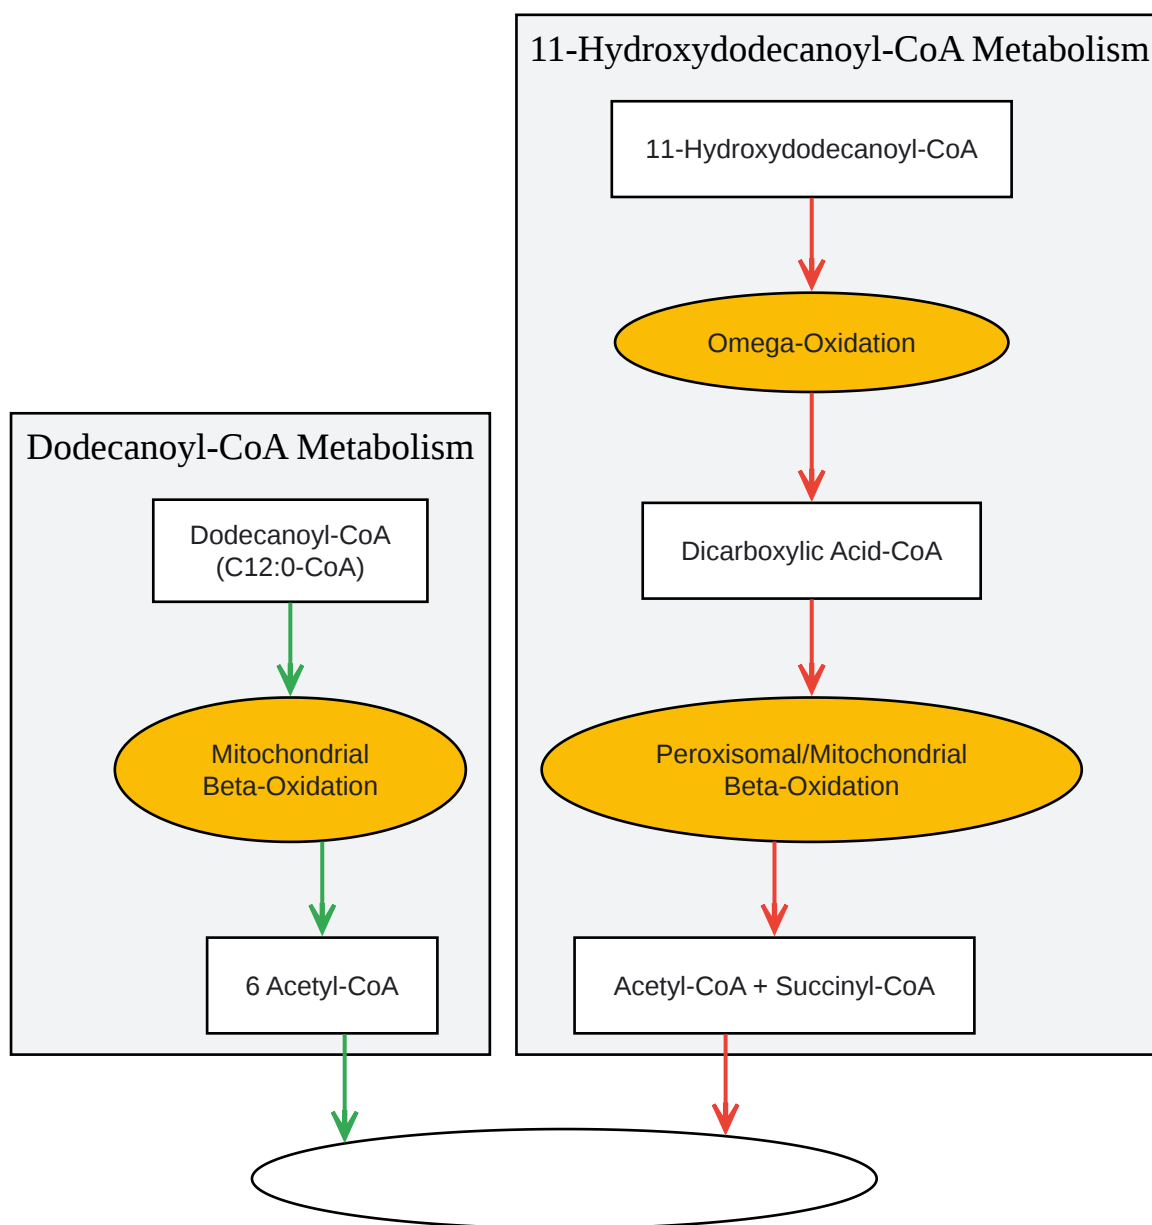 11-Hydroxydodecanoyl-CoA Metabolism
11-Hydroxydodecanoyl-CoA
Omega-Oxidation
Dicarboxylic Acid-CoA
Peroxisomal/Mitochondrial
Beta-Oxidation
Acetyl-CoA + Succinyl-CoA
Dodecanoyl-CoA Metabolism
Dodecanoyl-CoA
(C12:0-CoA)
Mitochondrial
Beta-Oxidation
6 Acetyl-CoA